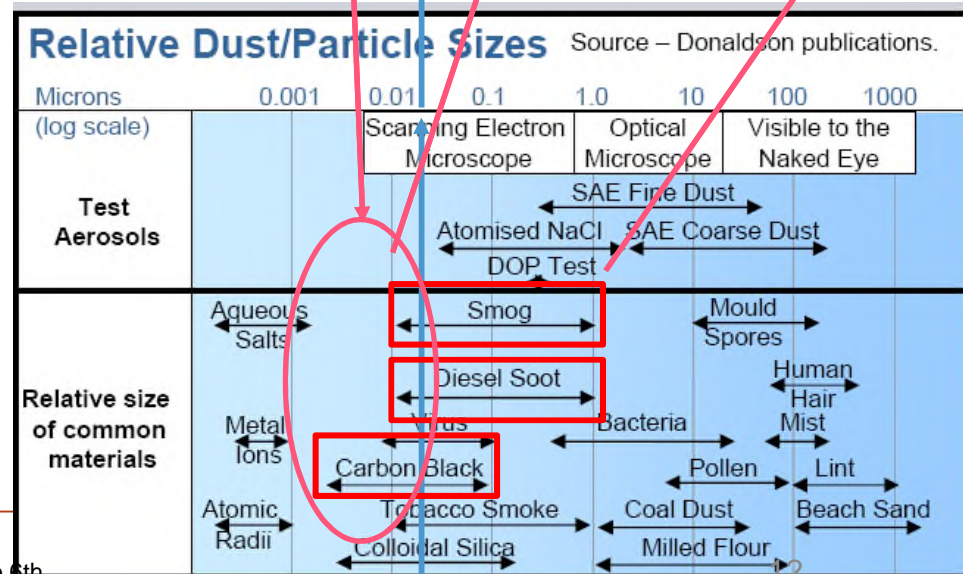 Relative Dust/Particle Sizes Source – Donaldson publications.
Microns 0.001 0.01 0.1 1.0 10 100 1000
(log scale) Scanning Electron Microscope Optical Microscope Visible to the Naked Eye
Test Aerosols
SAE Fine Dust
Atomised NaCl SAE Coarse Dust
DOP Test
Relative size of common materials
Aqueous Salts Smog Mould Spores
Diesel Soot Human Hair
Metal Ions Virus Bacteria Mist
Carbon Black Pollen Lint
Atomic Radii Tobacco Smoke Coal Dust Beach Sand
Colloidal Silica Milled Flour
6th
12